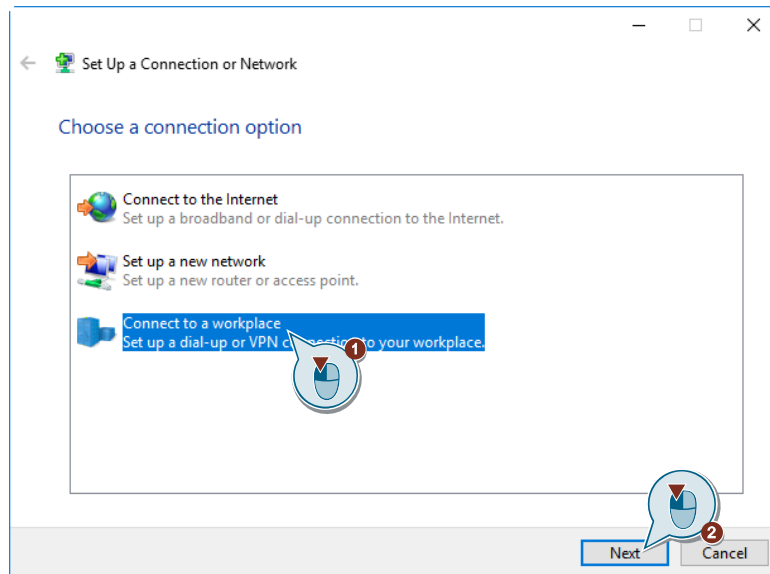 Set Up a Connection or Network
Choose a connection option
Connect to the Internet
Set up a broadband or dial-up connection to the Internet.
Set up a new network
Set up a new router or access point.
Connect to a workplace
Set up a dial-up or VPN connection to your workplace.
1
Next
2
Cancel